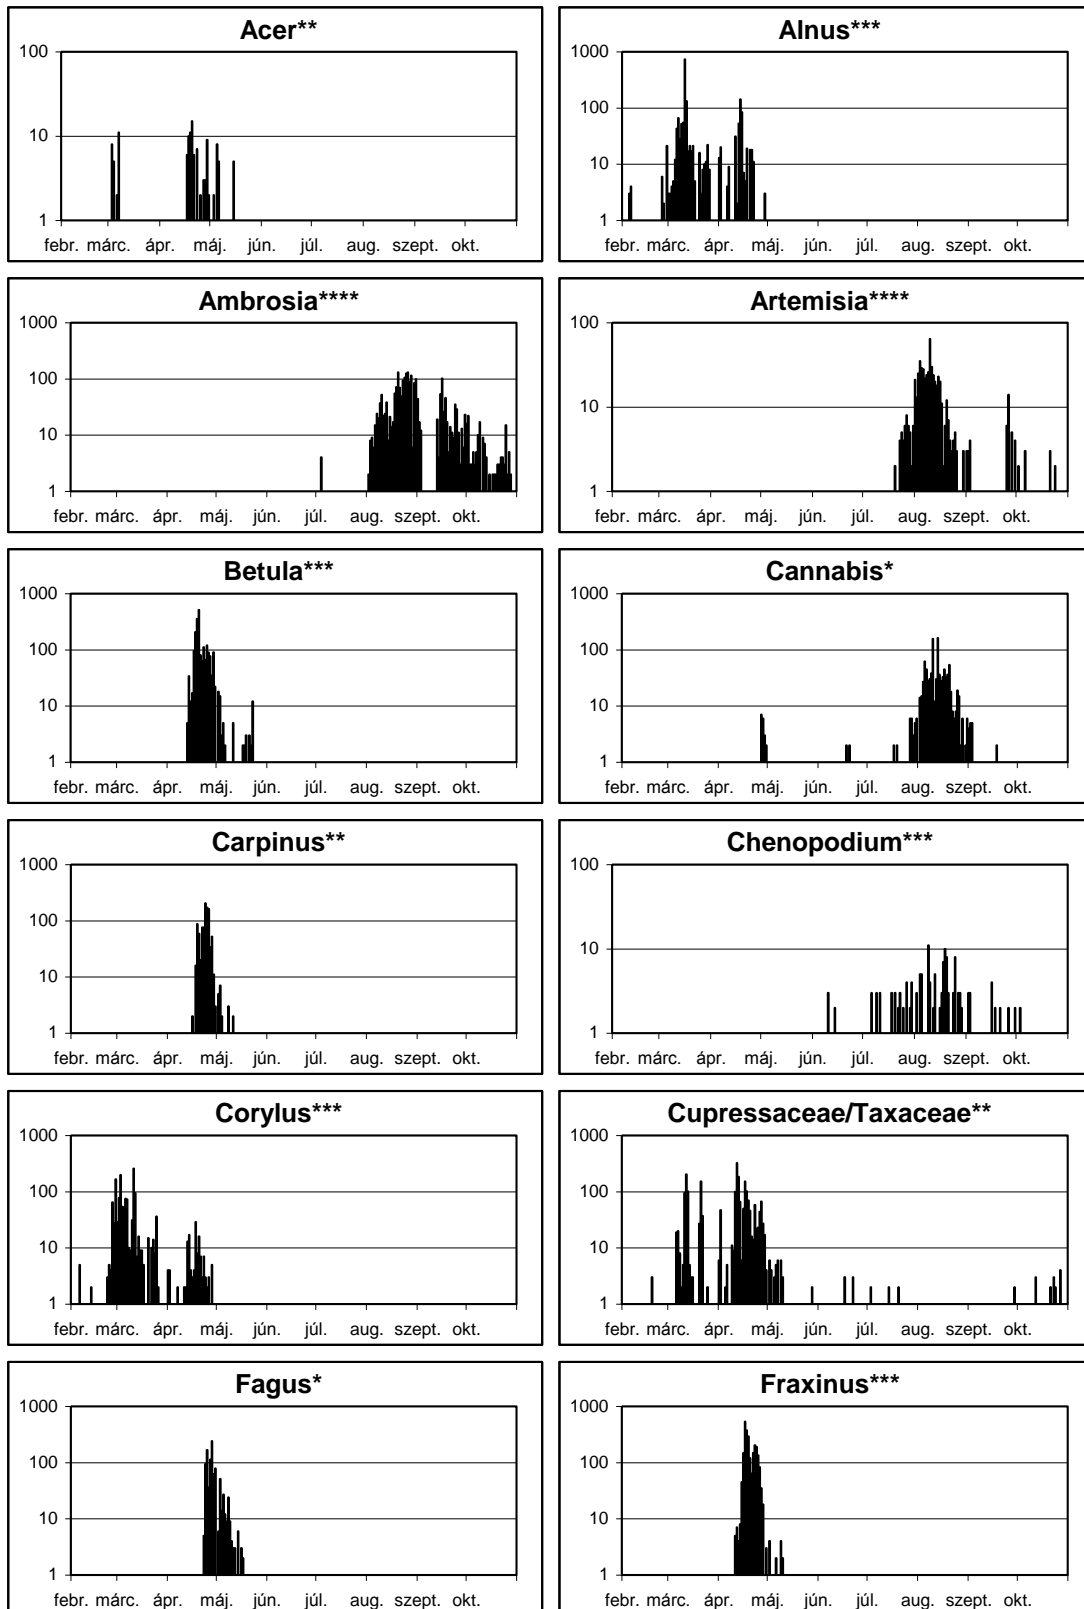 Acer**
100
10
1
febr. márc. ápr. máj. jún. júl. aug. szept. okt.
Alnus***
1000
100
10
1
febr. márc. ápr. máj. jún. júl. aug. szept. okt.
Ambrosia****
1000
100
10
1
febr. márc. ápr. máj. jún. júl. aug. szept. okt.
Artemisia****
100
10
1
febr. márc. ápr. máj. jún. júl. aug. szept. okt.
Betula***
1000
100
10
1
febr. márc. ápr. máj. jún. júl. aug. szept. okt.
Cannabis*
1000
100
10
1
febr. márc. ápr. máj. jún. júl. aug. szept. okt.
Carpinus**
1000
100
10
1
febr. márc. ápr. máj. jún. júl. aug. szept. okt.
Chenopodium***
100
10
1
febr. márc. ápr. máj. jún. júl. aug. szept. okt.
Corylus***
1000
100
10
1
febr. márc. ápr. máj. jún. júl. aug. szept. okt.
Cupressaceae/Taxaceae**
1000
100
10
1
febr. márc. ápr. máj. jún. júl. aug. szept. okt.
Fagus*
1000
100
10
1
febr. márc. ápr. máj. jún. júl. aug. szept. okt.
Fraxinus***
1000
100
10
1
febr. márc. ápr. máj. jún. júl. aug. szept. okt.